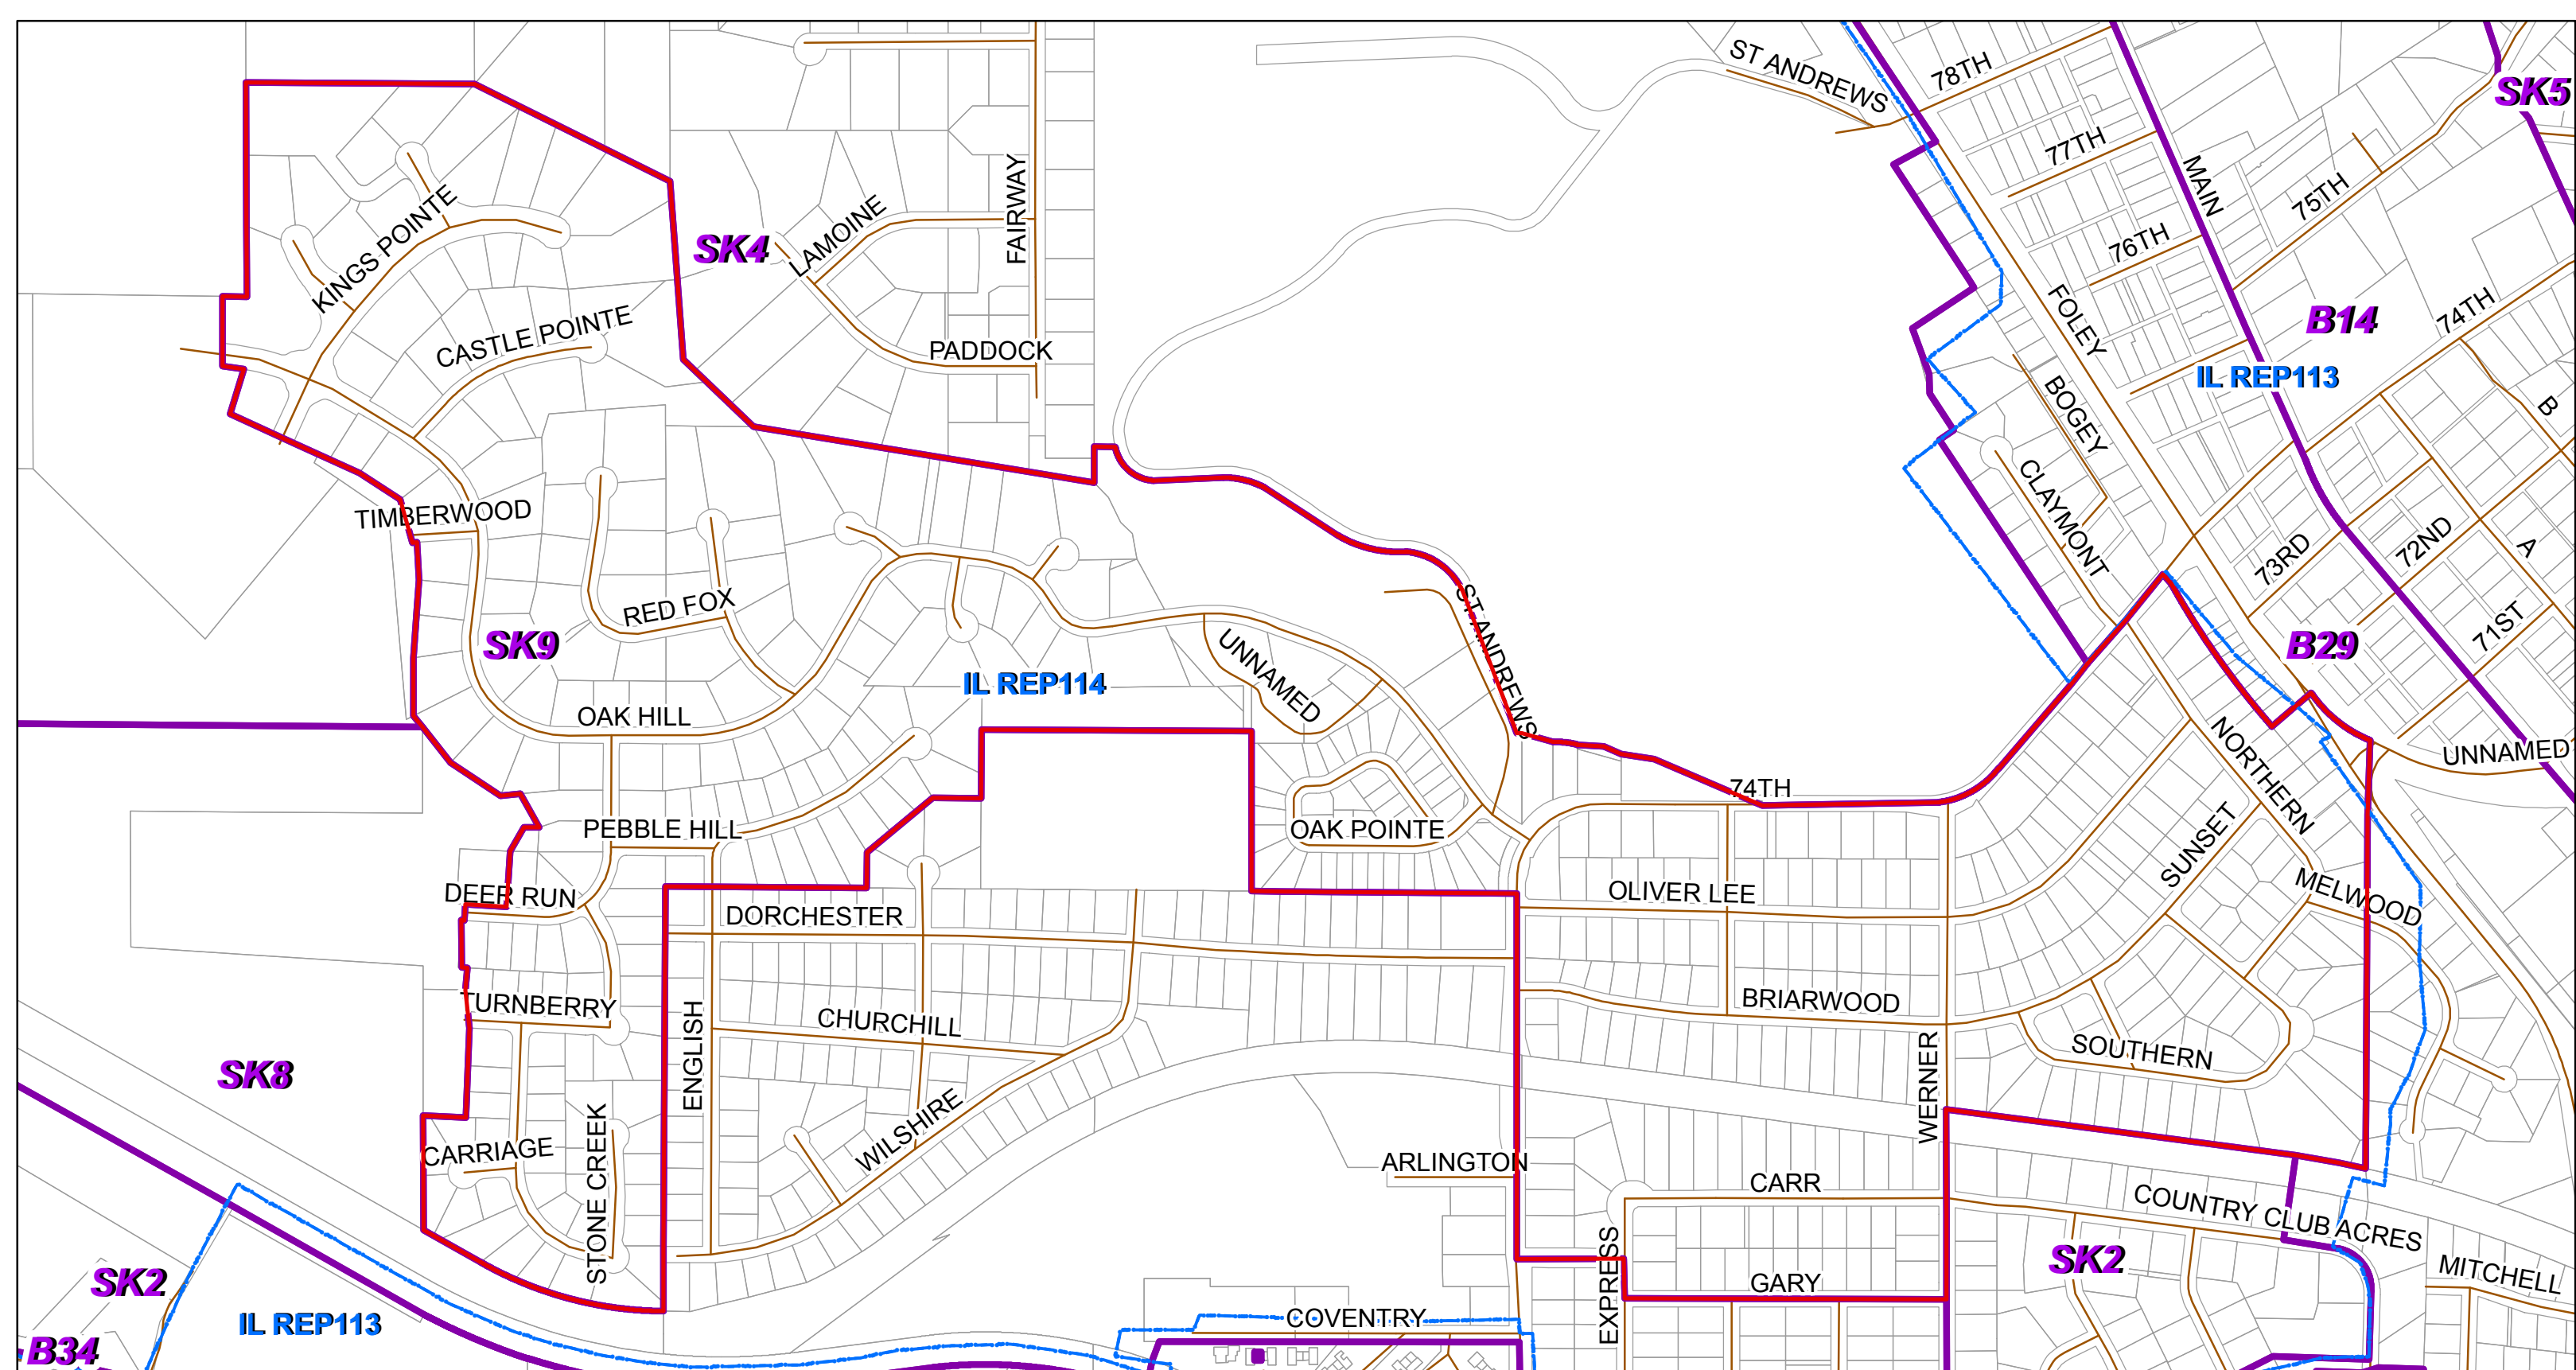 ST ANDREWS
78TH
SK5
77TH
MAIN
FAIRWAY
75TH
KINGS POINTE
SK4
LAMOINE
76TH
FOLEY
B14
74TH
CASTLE POINTE
PADDOCK
IL REP113
BOGEY
B
TIMBERWOOD
CLAYMONT
73RD
72ND
A
RED FOX
ST ANDREWS
71ST
SK9
B29
UNNAMED
IL REP114
OAK HILL
NORTHERN
UNNAMED
74TH
PEBBLE HILL
OAK POINTE
SUNSET
DEER RUN
OLIVER LEE
MELWOOD
DORCHESTER
TURNBERRY
BRIARWOOD
CHURCHILL
ENGLISH
SOUTHERN
SK8
WERNER
WILSHIRE
CARRIAGE
STONE CREEK
ARLINGTON
CARR
COUNTRY CLUB ACRES
SK2
SK2
EXPRESS
GARY
MITCHELL
IL REP113
COVENTRY
B34